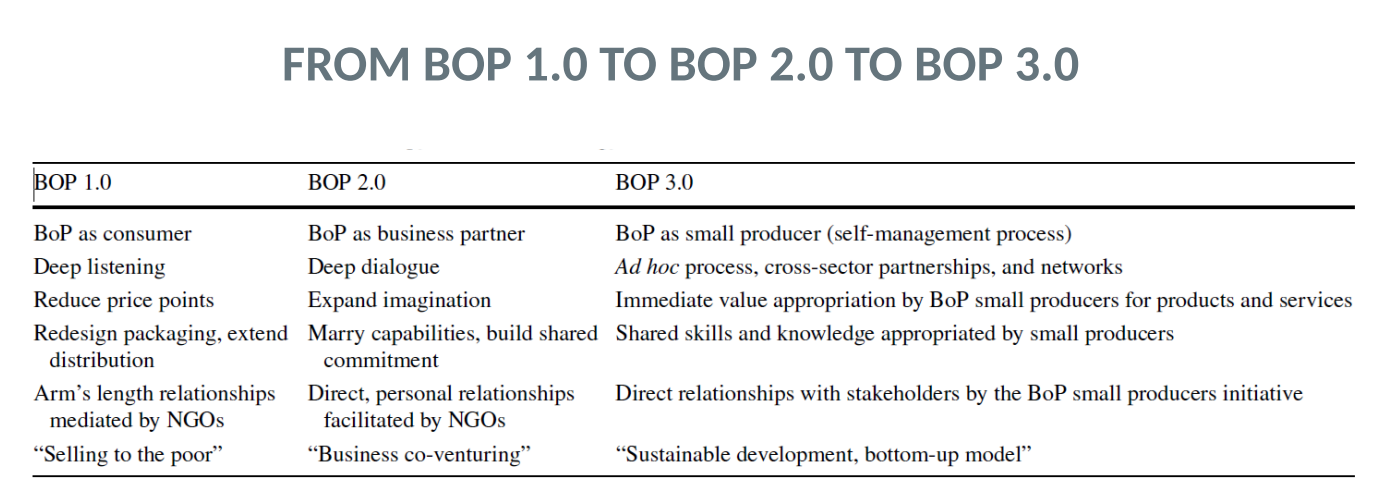 FROM BOP 1.0 TO BOP 2.0 TO BOP 3.0
BOP 1.0 BOP 2.0 BOP 3.0
BoP as consumer BoP as business partner BoP as small producer (self-management process)
Deep listening Deep dialogue Ad hoc process, cross-sector partnerships, and networks
Reduce price points Expand imagination Immediate value appropriation by BoP small producers for products and services
Redesign packaging, extend Marry capabilities, build shared Shared skills and knowledge appropriated by small producers
distribution commitment
Arm’s length relationships Direct, personal relationships Direct relationships with stakeholders by the BoP small producers initiative
mediated by NGOs facilitated by NGOs
“Selling to the poor” “Business co-venturing” “Sustainable development, bottom-up model”